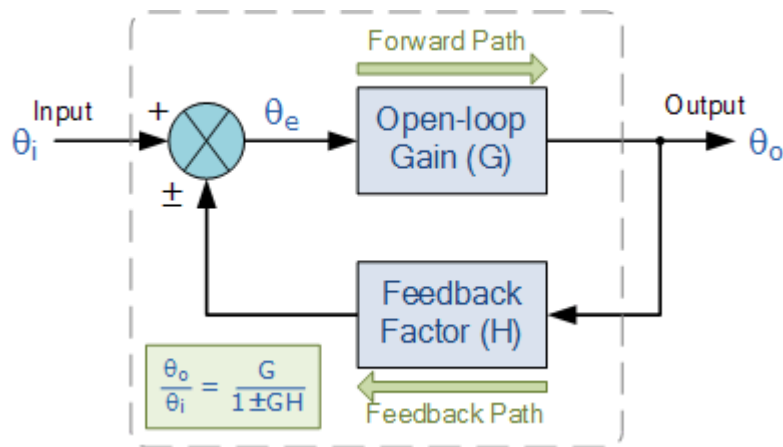 Forward Path
Input
θi
+
±
θe
Open-loop
Gain (G)
Output
θo
Feedback
Factor (H)
θo/θi = G/1±GH
Feedback Path